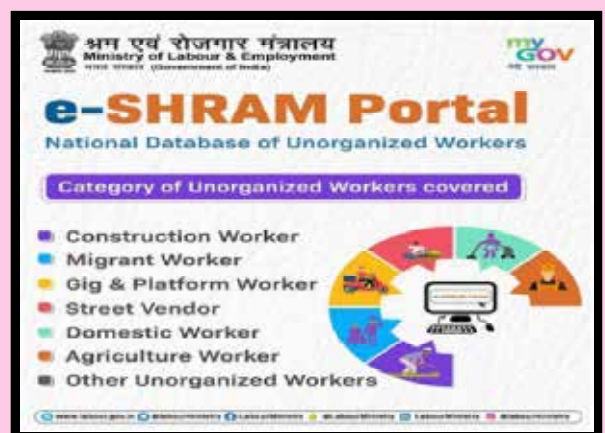 श्रम एवं रोजगार मंत्रालय
Ministry of Labour & Employment
भारत सरकार (Government of India)
my
GOV
मेरी सरकार
e-SHRAM Portal
National Database of Unorganized Workers
Category of Unorganized Workers covered
Construction Worker
Migrant Worker
Gig & Platform Worker
Street Vendor
Domestic Worker
Agriculture Worker
Other Unorganized Workers